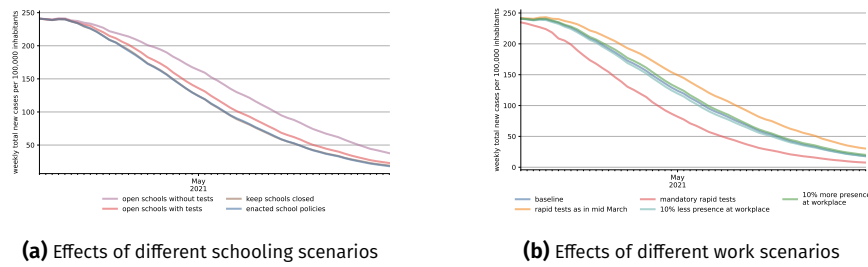 weekly total new cases per 100,000 inhabitants
250
200
150
100
50
May
2021
open schools without tests
keep schools closed
open schools with tests
enacted school policies
(a) Effects of different schooling scenarios
weekly total new cases per 100,000 inhabitants
250
200
150
100
50
0
May
2021
baseline
mandatory rapid tests
10% more presence
at workplace
rapid tests as in mid March
10% less presence at workplace
(b) Effects of different work scenarios